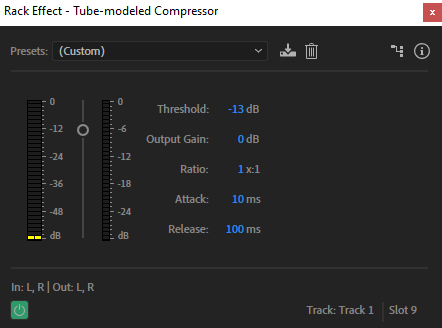 Rack Effect - Tube-modeled Compressor x
Presets: (Custom)
0 0 Threshold: -13 dB
-12 -6 Output Gain: 0 dB
-24 -12 Ratio: 1 x:1
-36 -18 Attack: 10 ms
-48 -24 Release: 100 ms
dB dB
In: L, R | Out: L, R
Track: Track 1 Slot 9